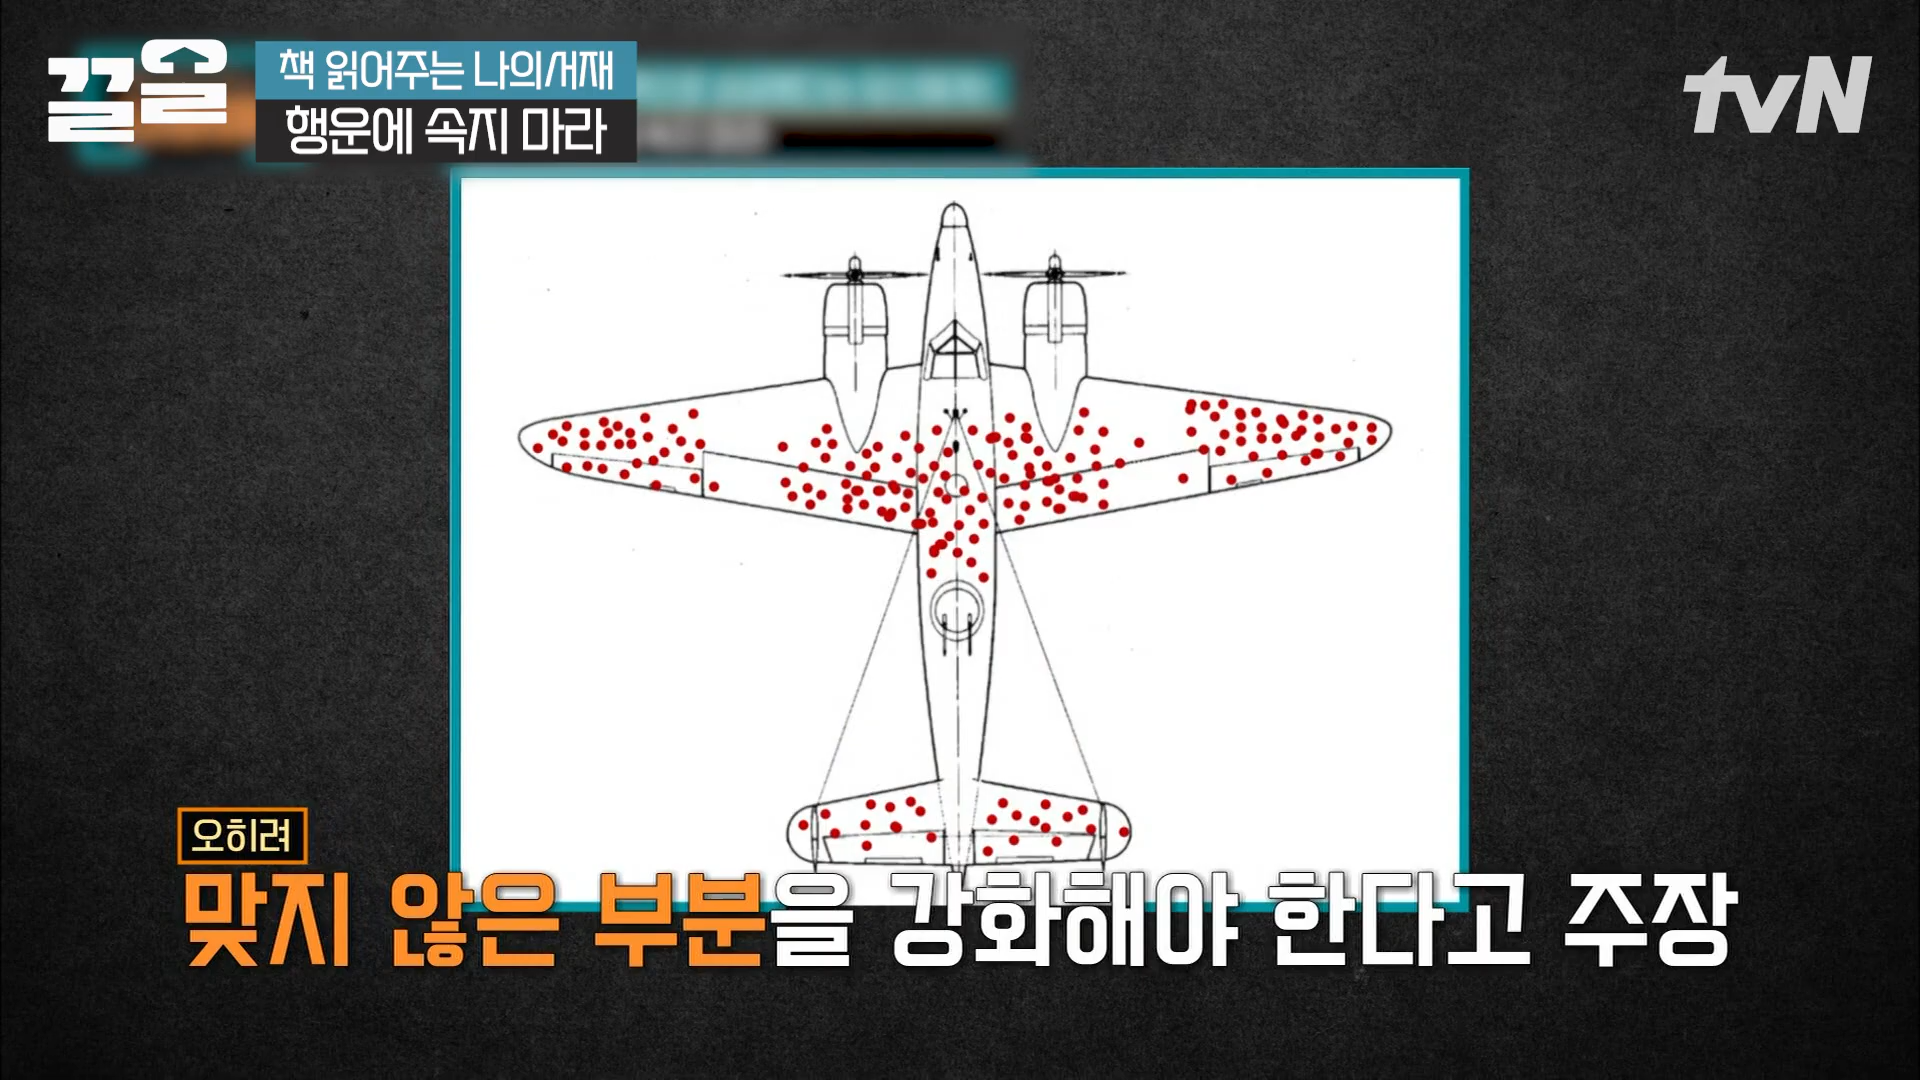 끌올
책 읽어주는 나의서재
행운에 속지 마라
tvN
오히려
맞지 않은 부분을 강화해야 한다고 주장